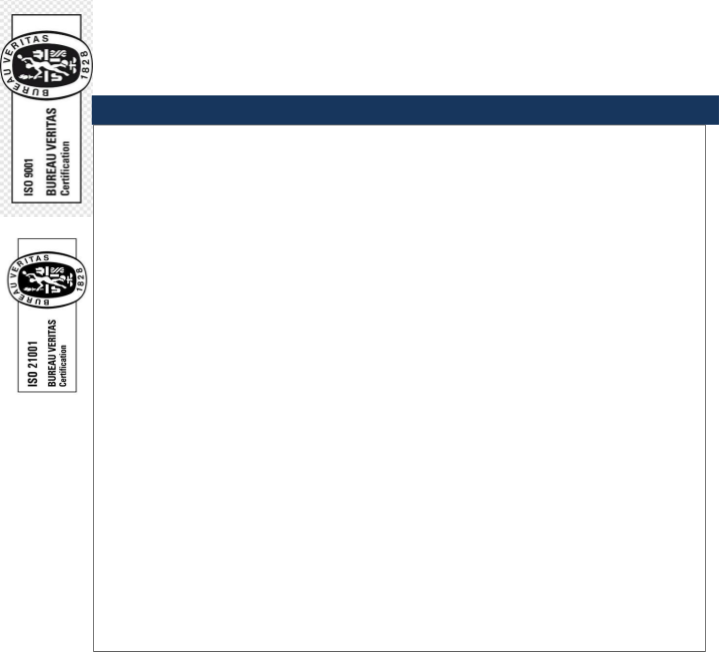 BUREAU VERITAS
1828
ISO 9001
BUREAU VERITAS
Certification
BUREAU VERITAS
1828
ISO 21001
BUREAU VERITAS
Certification